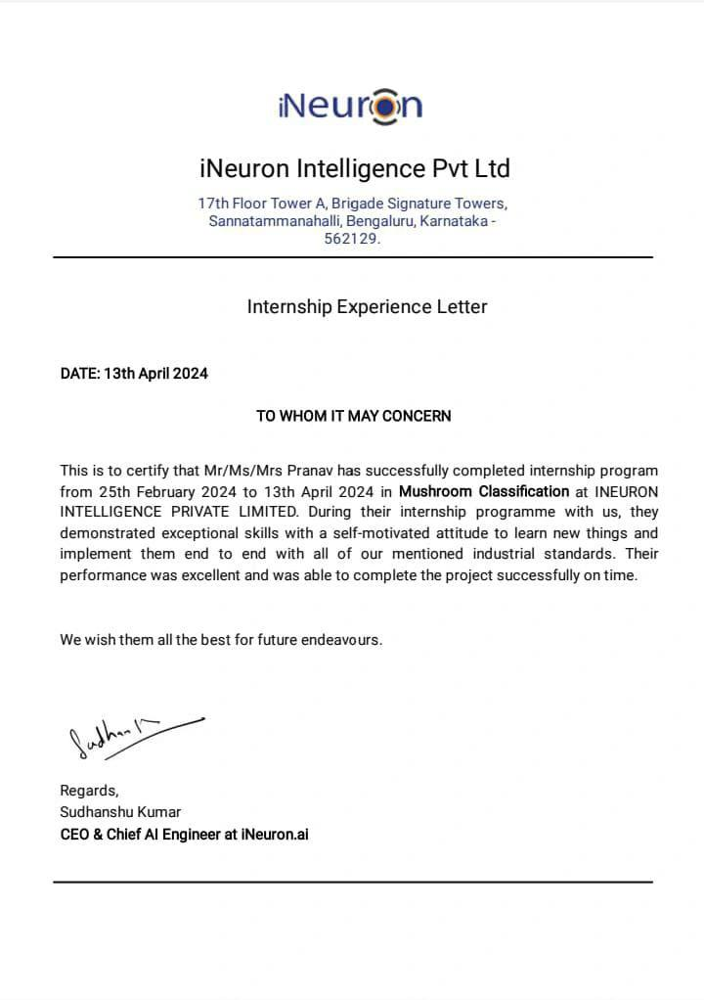 iNeuron
iNeuron Intelligence Pvt Ltd
17th Floor Tower A, Brigade Signature Towers,
Sannatammanahalli, Bengaluru, Karnataka -
562129.
Internship Experience Letter
DATE: 13th April 2024
TO WHOM IT MAY CONCERN
This is to certify that Mr/Ms/Mrs Pranav has successfully completed internship program
from 25th February 2024 to 13th April 2024 in Mushroom Classification at INEURON
INTELLIGENCE PRIVATE LIMITED. During their internship programme with us, they
demonstrated exceptional skills with a self-motivated attitude to learn new things and
implement them end to end with all of our mentioned industrial standards. Their
performance was excellent and was able to complete the project successfully on time.
We wish them all the best for future endeavours.
Sudhan K
Regards,
Sudhanshu Kumar
CEO & Chief AI Engineer at iNeuron.ai